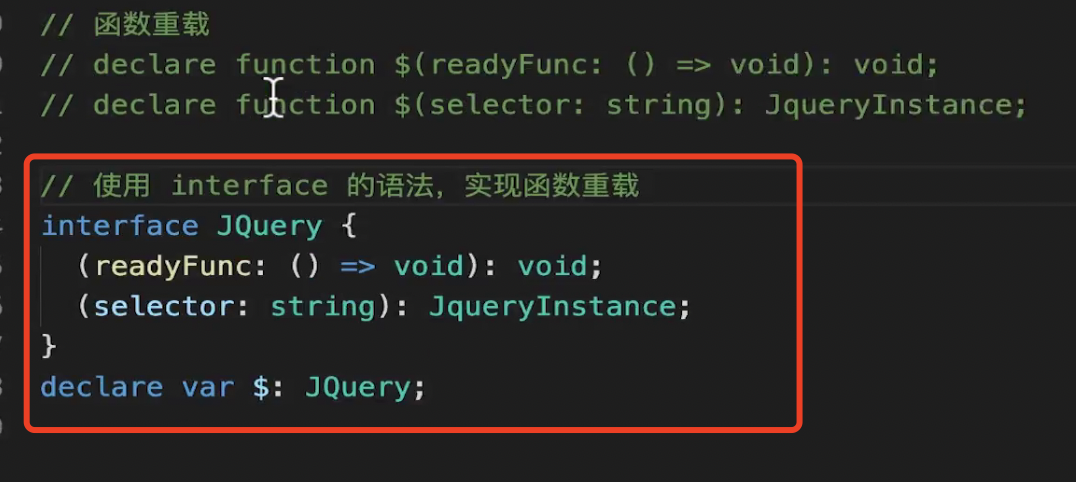 // 函数重载
// declare function $(readyFunc: () => void): void;
// declare function $(selector: string): JqueryInstance;
// 使用 interface 的语法，实现函数重载
interface JQuery {
(readyFunc: () => void): void;
(selector: string): JqueryInstance;
}
declare var $: JQuery;